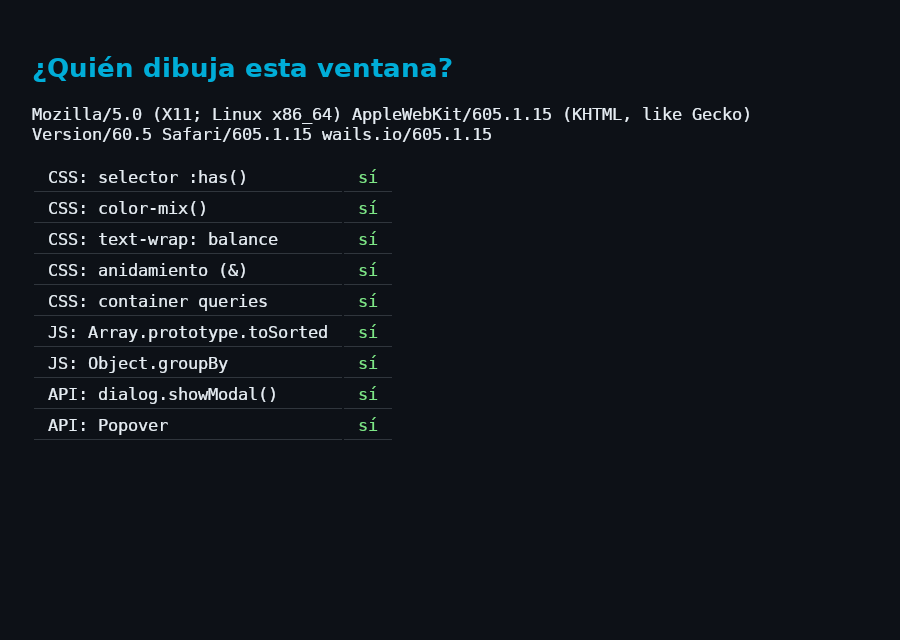 ¿Quién dibuja esta ventana?
Mozilla/5.0 (X11; Linux x86_64) AppleWebKit/605.1.15 (KHTML, like Gecko)
Version/60.5 Safari/605.1.15 wails.io/605.1.15
CSS: selector :has() sí
CSS: color-mix() sí
CSS: text-wrap: balance sí
CSS: anidamiento (&) sí
CSS: container queries sí
JS: Array.prototype.toSorted sí
JS: Object.groupBy sí
API: dialog.showModal() sí
API: Popover sí